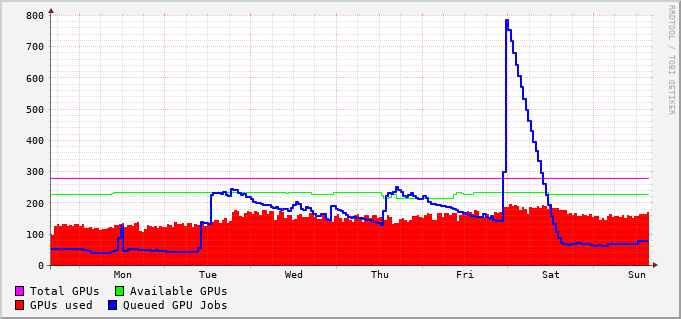 800
700
600
500
400
300
200
100
0
Mon Tue Wed Thu Fri Sat Sun
Total GPUs Available GPUs
GPUs used Queued GPU Jobs
RRDTOOL / TOBI OETIKER